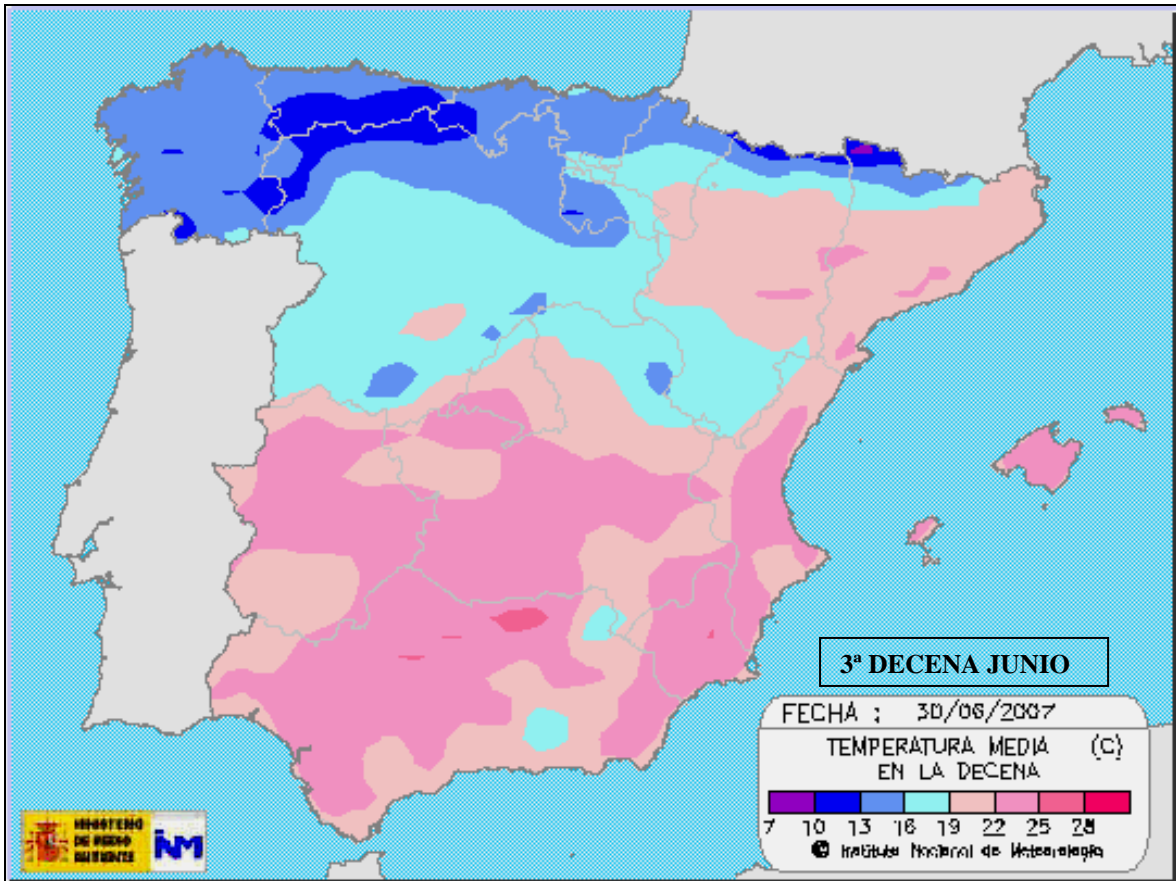 3ª DECENA JUNIO
FECHA : 30/06/2007
TEMPERATURA MEDIA (C)
EN LA DECENA
7 10 13 16 19 22 25 28
© Instituto Nacional de Meteorología
MINISTERIO
DE MEDIO
AMBIENTE
INM